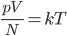 pV/N = kT